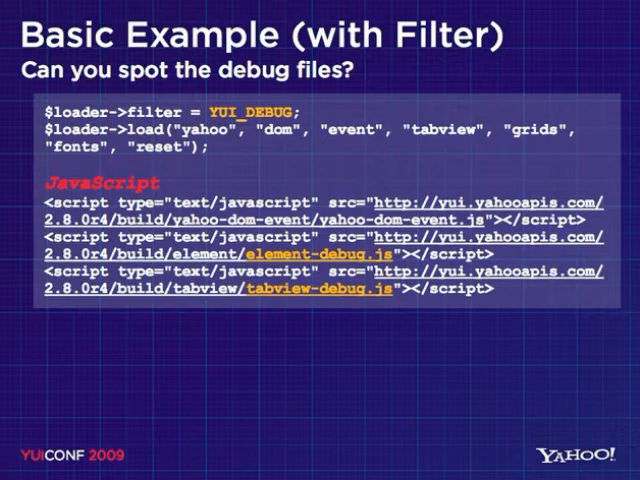 Basic Example (with Filter)
Can you spot the debug files?
$loader->filter = YUI_DEBUG;
$loader->load("yahoo", "dom", "event", "tabview", "grids",
"fonts", "reset");
JavaScript
<script type="text/javascript" src="http://yui.yahooapis.com/
2.8.0r4/build/yahoo-dom-event/yahoo-dom-event.js"></script>
<script type="text/javascript" src="http://yui.yahooapis.com/
2.8.0r4/build/element/element-debug.js"></script>
<script type="text/javascript" src="http://yui.yahooapis.com/
2.8.0r4/build/tabview/tabview-debug.js"></script>
YUICONF 2009
YAHOO!